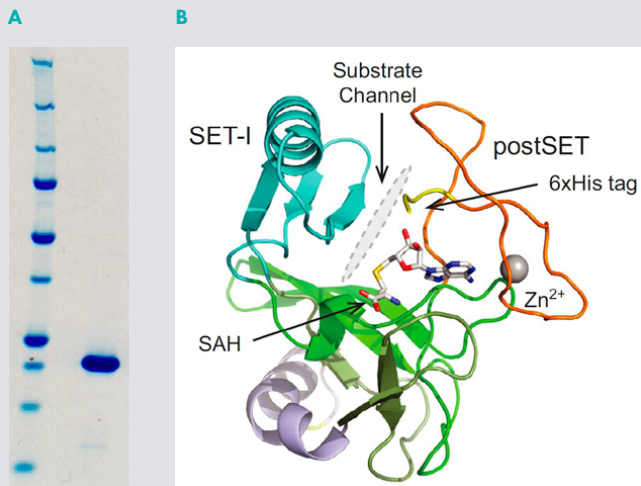 A
B
Substrate
Channel
SET-I
postSET
6xHis tag
Zn²⁺
SAH